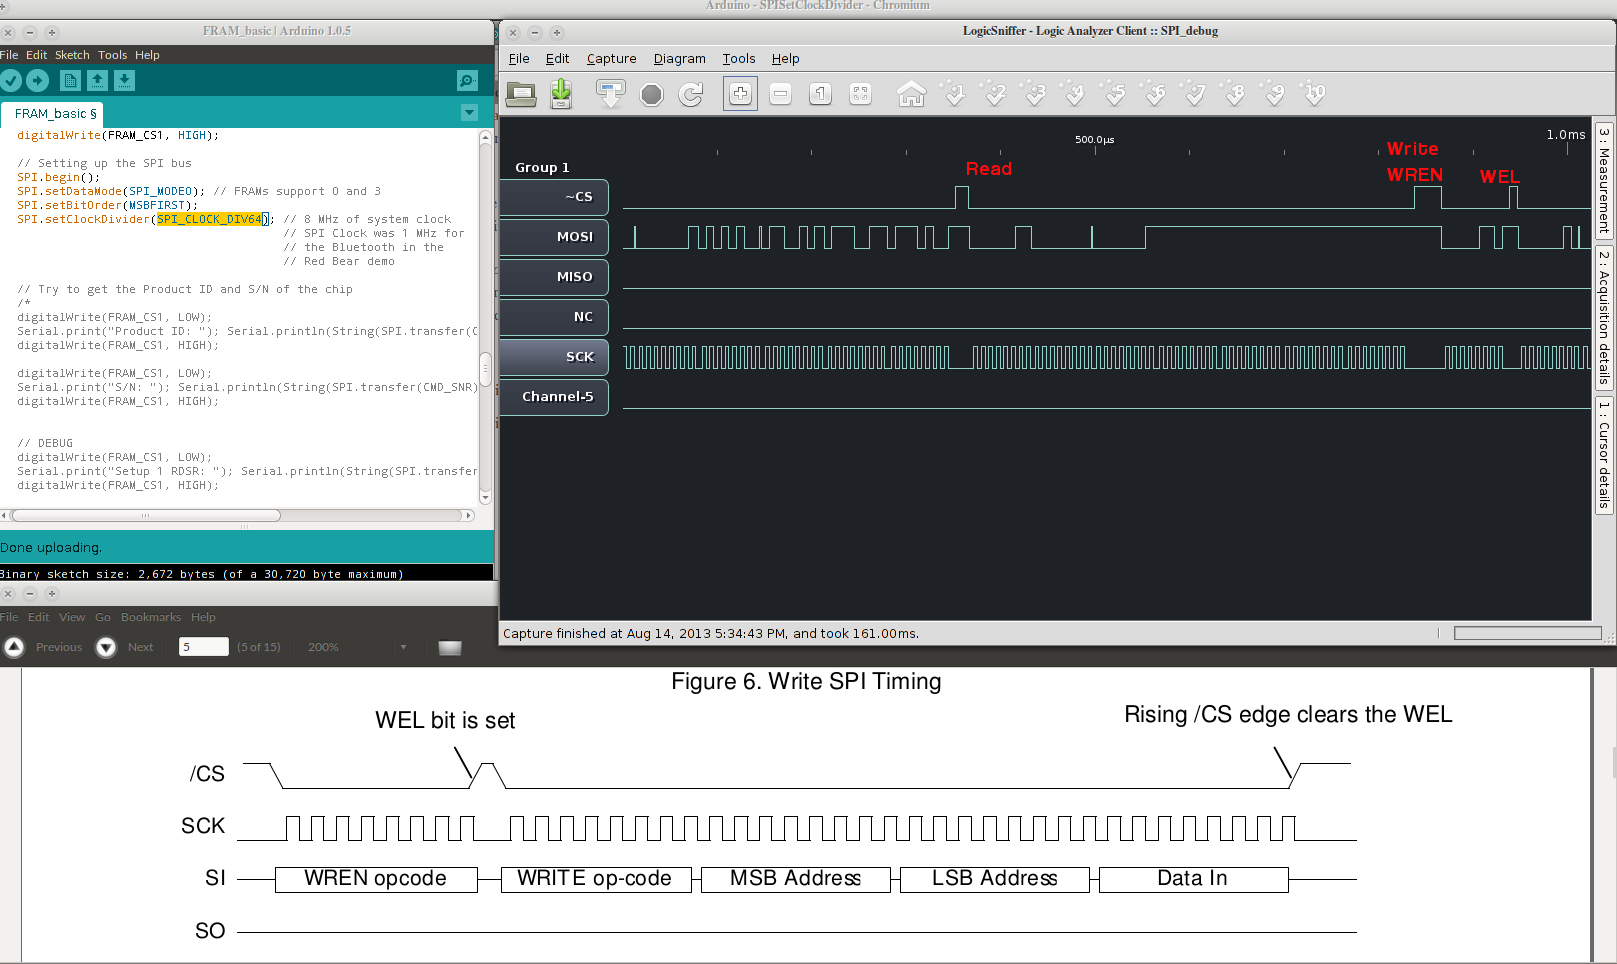 Arduino - SPISetClockDivider - Chromium
FRAM_basic | Arduino 1.0.5
File Edit Sketch Tools Help
FRAM_basic §
digitalWrite(FRAM_CS1, HIGH);
// Setting up the SPI bus
SPI.begin();
SPI.setDataMode(SPI_MODE0); // FRAMs support 0 and 3
SPI.setBitOrder(MSBFIRST);
SPI.setClockDivider(SPI_CLOCK_DIV64); // 8 MHz of system clock
// SPI Clock was 1 MHz for
// the Bluetooth in the
// Red Bear demo
// Try to get the Product ID and S/N of the chip
/*
digitalWrite(FRAM_CS1, LOW);
Serial.print("Product ID: "); Serial.println(String(SPI.transfer(C
digitalWrite(FRAM_CS1, HIGH);
digitalWrite(FRAM_CS1, LOW);
Serial.print("S/N: "); Serial.println(String(SPI.transfer(CMD_SNR)
digitalWrite(FRAM_CS1, HIGH);
// DEBUG
digitalWrite(FRAM_CS1, LOW);
Serial.print("Setup 1 RDSR: "); Serial.println(String(SPI.transfer
digitalWrite(FRAM_CS1, HIGH);
Done uploading.
Binary sketch size: 2,672 bytes (of a 30,720 byte maximum)
LogicSniffer - Logic Analyzer Client :: SPI_debug
File Edit Capture Diagram Tools Help
1 1 2 3 4 5 6 7 8 9 10
500.0µs 1.0ms
Group 1
Read
Write
WREN WEL
~CS
MOSI
MISO
NC
SCK
Channel-5
3 : Measurement
2 : Acquisition details
1 : Cursor details
Capture finished at Aug 14, 2013 5:34:43 PM, and took 161.00ms.
File Edit View Go Bookmarks Help
Previous Next 5 (5 of 15) 200%
Figure 6. Write SPI Timing
WEL bit is set
Rising /CS edge clears the WEL
/CS
SCK
SI WREN opcode WRITE op-code MSB Address LSB Address Data In
SO